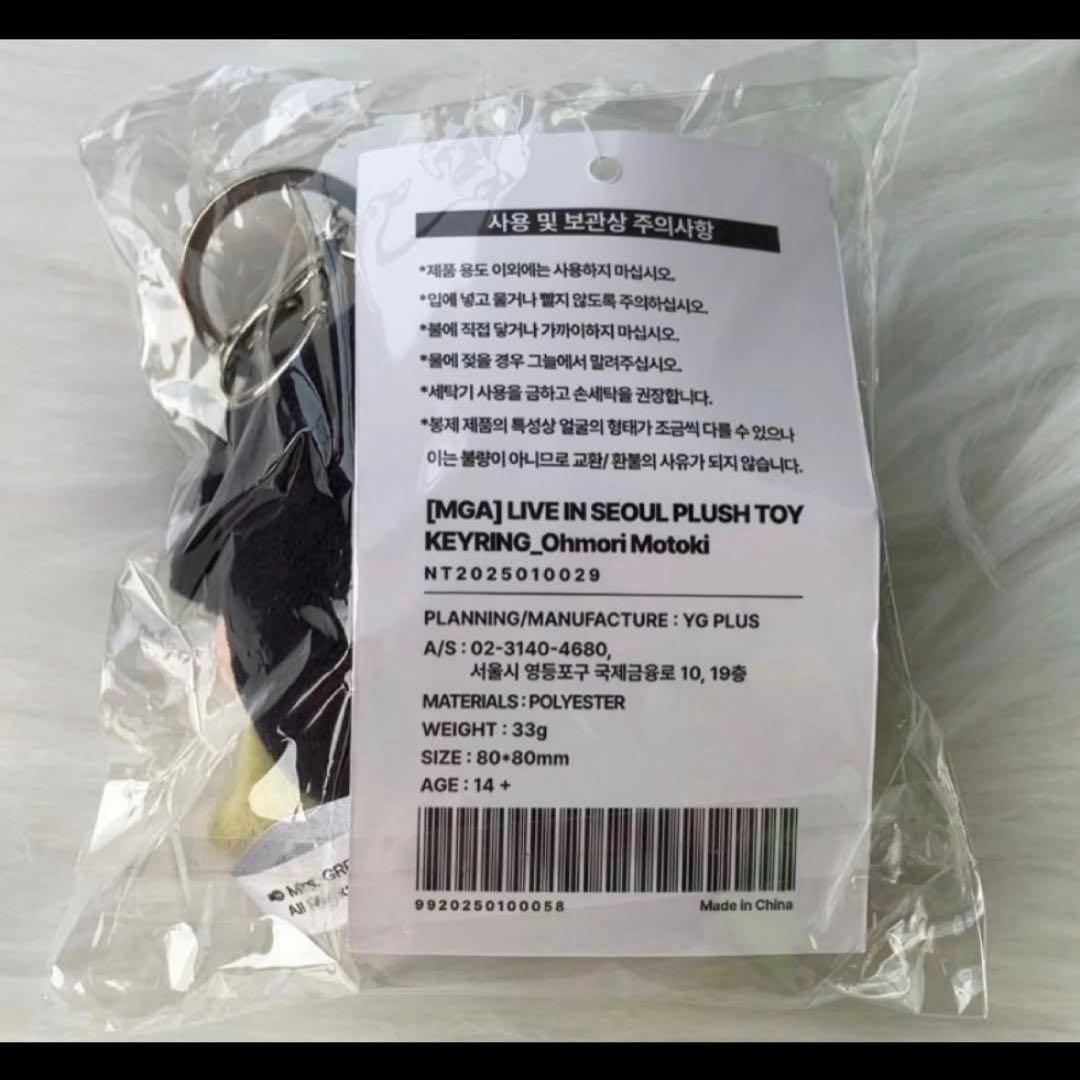 사용 및 보관상 주의사항
*제품 용도 이외에는 사용하지 마십시오.
*입에 넣고 물거나 빨지 않도록 주의하십시오.
*불에 직접 닿거나 가까이하지 마십시오.
*물에 젖을 경우 그늘에서 말려주십시오.
*세탁기 사용을 금하고 손세탁을 권장합니다.
*봉제 제품의 특성상 얼굴의 형태가 조금씩 다를 수 있으나
이는 불량이 아니므로 교환/ 환불의 사유가 되지 않습니다.
[MGA] LIVE IN SEOUL PLUSH TOY
KEYRING_Ohmori Motoki
NT2025010029
PLANNING/MANUFACTURE : YG PLUS
A/S : 02-3140-4680,
서울시 영등포구 국제금융로 10, 19층
MATERIALS : POLYESTER
WEIGHT : 33g
SIZE : 80*80mm
AGE : 14 +
9920250100058
Made in China
All